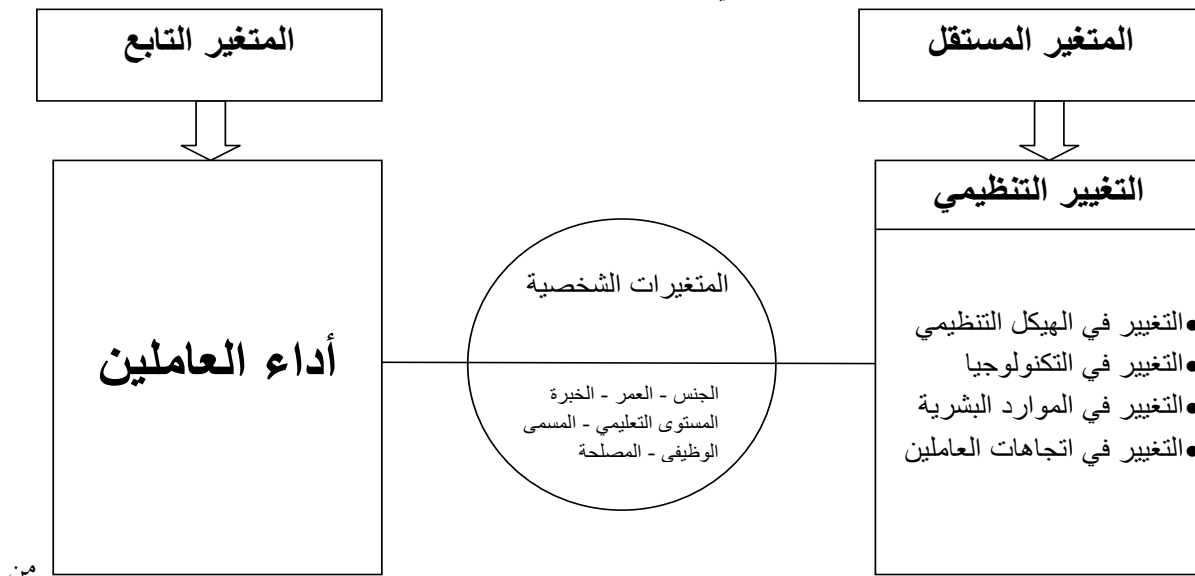 المتغير المستقل
المتغير التابع
التغيير التنظيمي
●التغيير في الهيكل التنظيمي
●التغيير في التكنولوجيا
●التغيير في الموارد البشرية
●التغيير في اتجاهات العاملين
المتغيرات الشخصية
الجنس - العمر - الخبرة
المستوى التعليمي - المسمى
الوظيفى - المصلحة
أداء العاملين
من